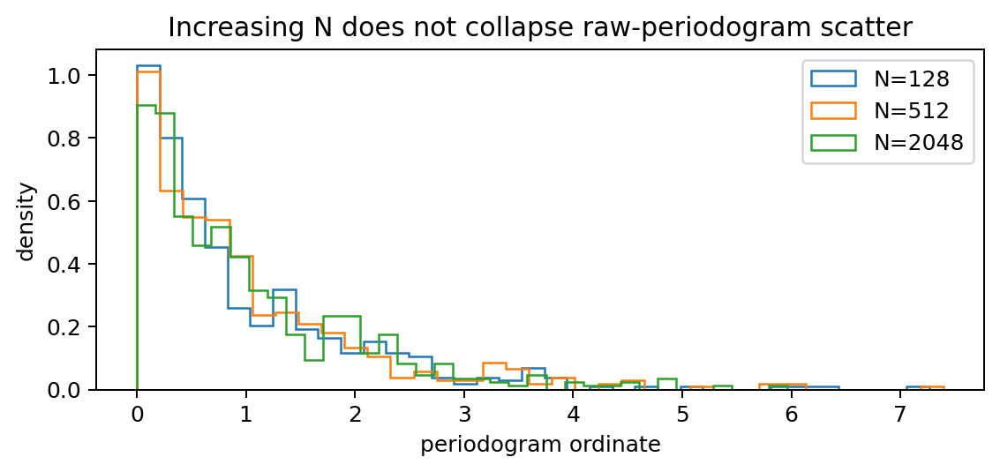 Increasing N does not collapse raw-periodogram scatter
N=128
N=512
N=2048
density
1.0
0.8
0.6
0.4
0.2
0.0
0 1 2 3 4 5 6 7
periodogram ordinate